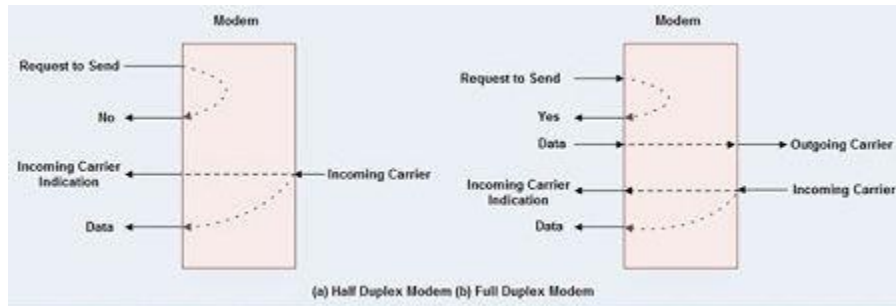 Modem
Request to Send
No
Incoming Carrier
Indication
Incoming Carrier
Data
Modem
Request to Send
Yes
Data
Outgoing Carrier
Incoming Carrier
Indication
Incoming Carrier
Data
(a) Half Duplex Modem (b) Full Duplex Modem